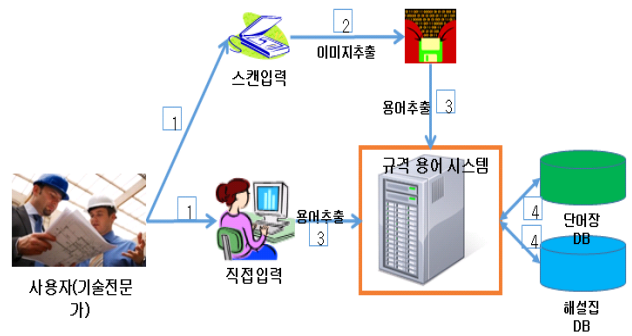 2
이미지추출
스캔입력
1
용어추출
3
규격 용어 시스템
1
용어추출
3
4
4
단어장
DB
직접입력
사용자(기술전문
가)
해설집
DB